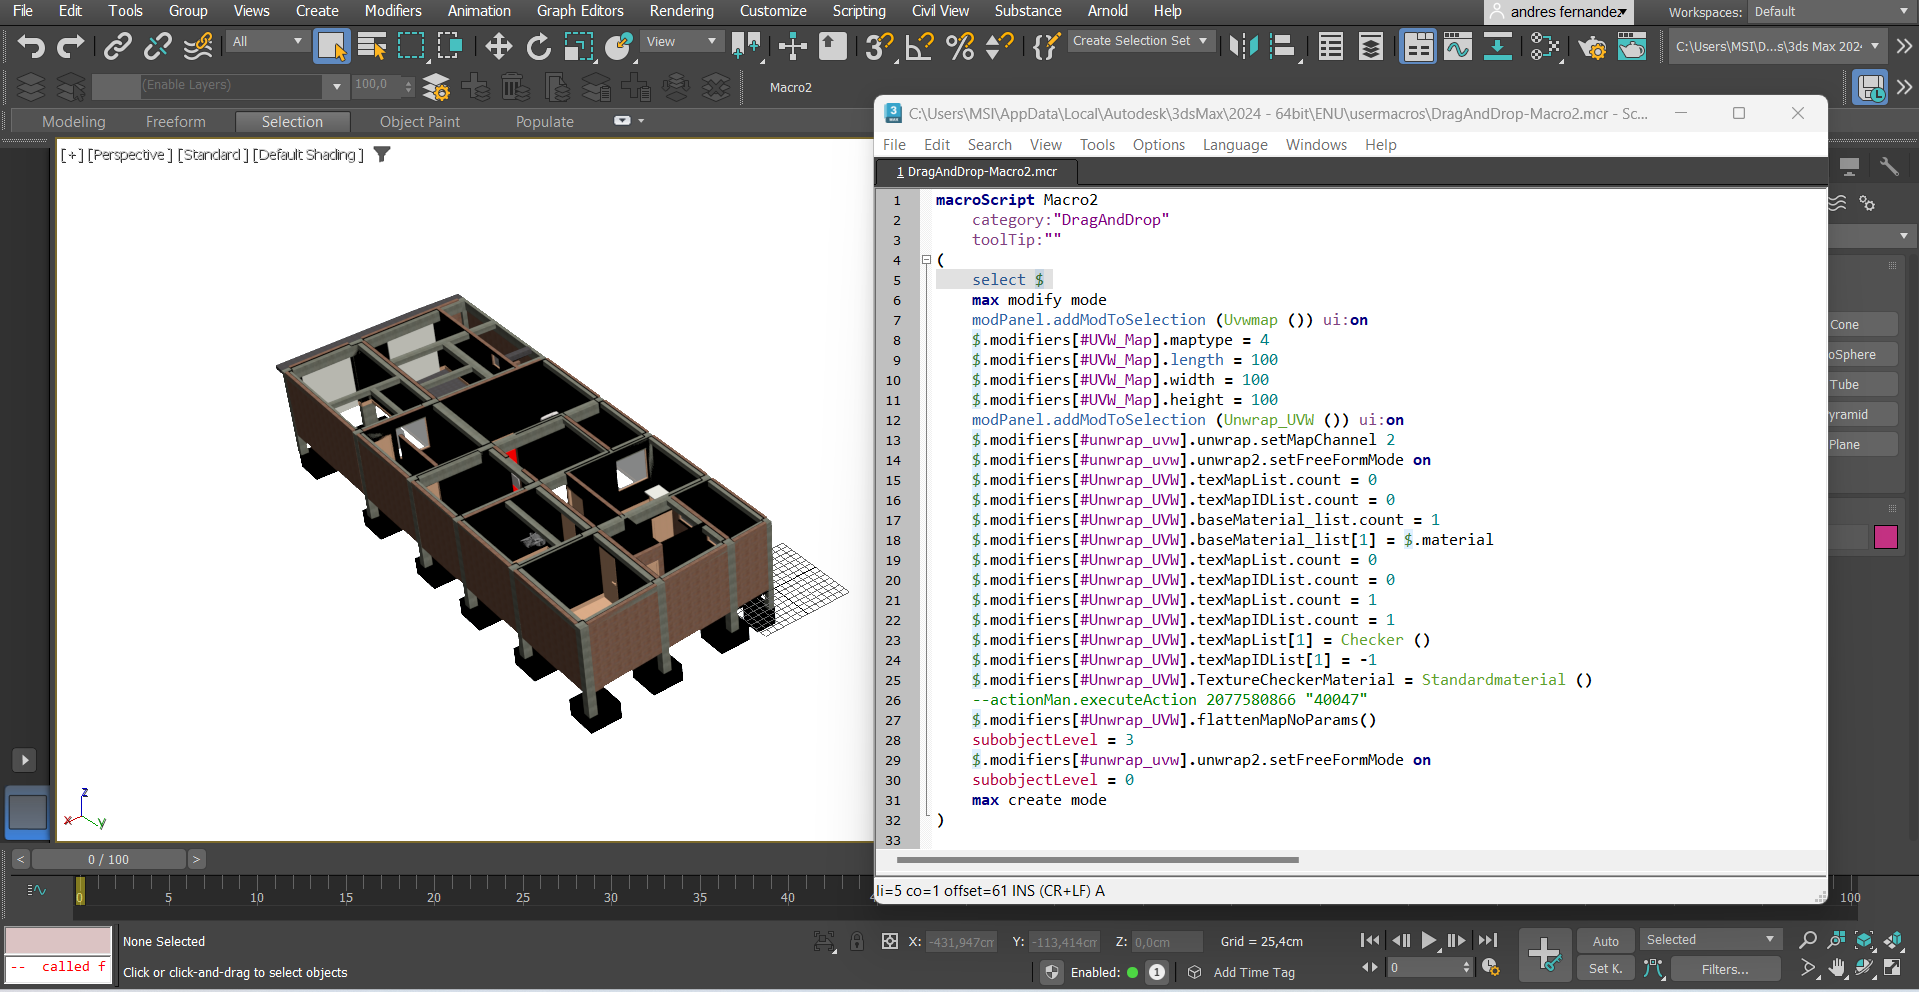 File Edit Tools Group Views Create Modifiers Animation Graph Editors Rendering Customize Scripting Civil View Substance Arnold Help andres fernandez Workspaces: Default
All View Create Selection Set C:\Users\MSI\D...s\3ds Max 202
(Enable Layers) 100,0 Macro2
Modeling Freeform Selection Object Paint Populate
[+] [Perspective ] [Standard ] [Default Shading ]
C:\Users\MSI\AppData\Local\Autodesk\3dsMax\2024 - 64bit\ENU\usermacros\DragAndDrop-Macro2.mcr - Sc...
File Edit Search View Tools Options Language Windows Help
1 DragAndDrop-Macro2.mcr
1 macroScript Macro2
2 category:"DragAndDrop"
3 toolTip:""
4 (
5 select $
6 max modify mode
7 modPanel.addModToSelection (Uvwmap ()) ui:on
8 $.modifiers[#UVW_Map].maptype = 4
9 $.modifiers[#UVW_Map].length = 100
10 $.modifiers[#UVW_Map].width = 100
11 $.modifiers[#UVW_Map].height = 100
12 modPanel.addModToSelection (Unwrap_UVW ()) ui:on
13 $.modifiers[#unwrap_uvw].unwrap.setMapChannel 2
14 $.modifiers[#unwrap_uvw].unwrap2.setFreeFormMode on
15 $.modifiers[#Unwrap_UVW].texMapList.count = 0
16 $.modifiers[#Unwrap_UVW].texMapIDList.count = 0
17 $.modifiers[#Unwrap_UVW].baseMaterial_list.count = 1
18 $.modifiers[#Unwrap_UVW].baseMaterial_list[1] = $.material
19 $.modifiers[#Unwrap_UVW].texMapList.count = 0
20 $.modifiers[#Unwrap_UVW].texMapIDList.count = 0
21 $.modifiers[#Unwrap_UVW].texMapList.count = 1
22 $.modifiers[#Unwrap_UVW].texMapIDList.count = 1
23 $.modifiers[#Unwrap_UVW].texMapList[1] = Checker ()
24 $.modifiers[#Unwrap_UVW].texMapIDList[1] = -1
25 $.modifiers[#Unwrap_UVW].TextureCheckerMaterial = Standardmaterial ()
26 --actionMan.executeAction 2077580866 "40047"
27 $.modifiers[#Unwrap_UVW].flattenMapNoParams()
28 subobjectLevel = 3
29 $.modifiers[#unwrap_uvw].unwrap2.setFreeFormMode on
30 subobjectLevel = 0
31 max create mode
32 )
33
li=5 co=1 offset=61 INS (CR+LF) A
Cone
oSphere
Tube
yramid
Plane
z
x y
< 0 / 100 >
0 5 10 15 20 25 30 35 40 100
None Selected X: -431,947cm Y: -113,414cm Z: 0,0cm Grid = 25,4cm Auto Selected
-- called f Click or click-and-drag to select objects Enabled: 1 Add Time Tag 0 Set K. Filters...